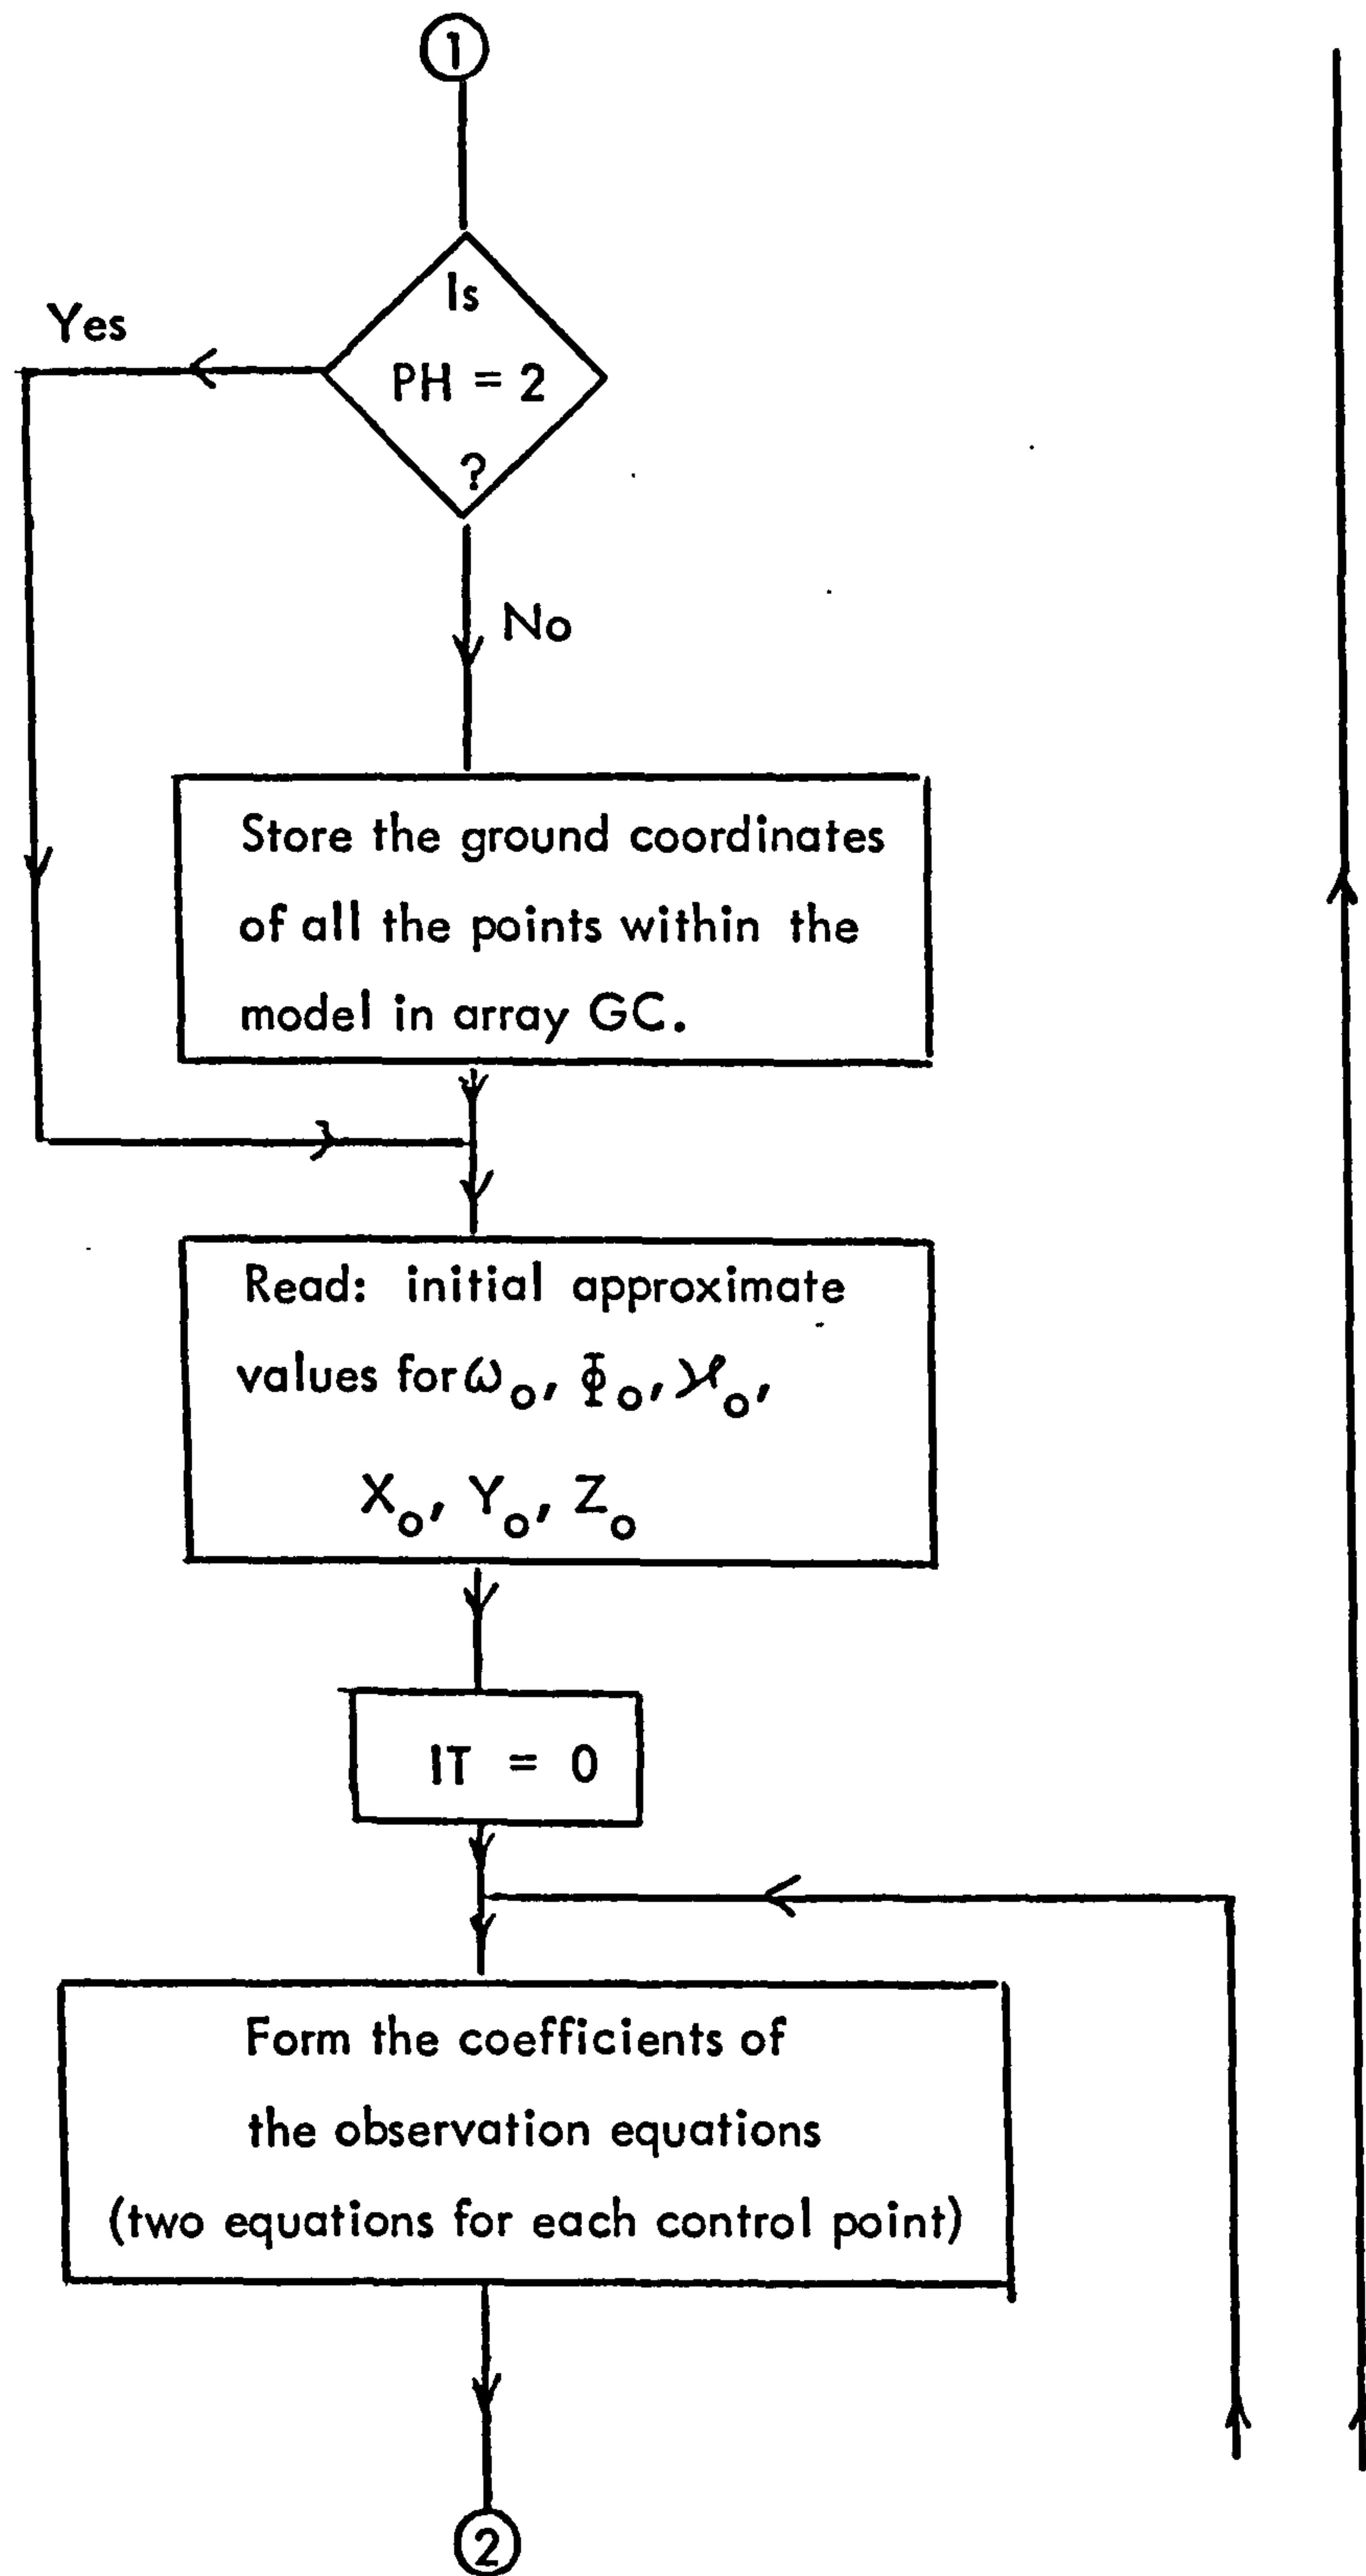 1
Is
PH = 2
?
Yes
No
Store the ground coordinates
of all the points within the
model in array GC.
Read: initial approximate
values for ω₀, Φ₀, ϰ₀,
X₀, Y₀, Z₀
IT = 0
Form the coefficients of
the observation equations
(two equations for each control point)
2